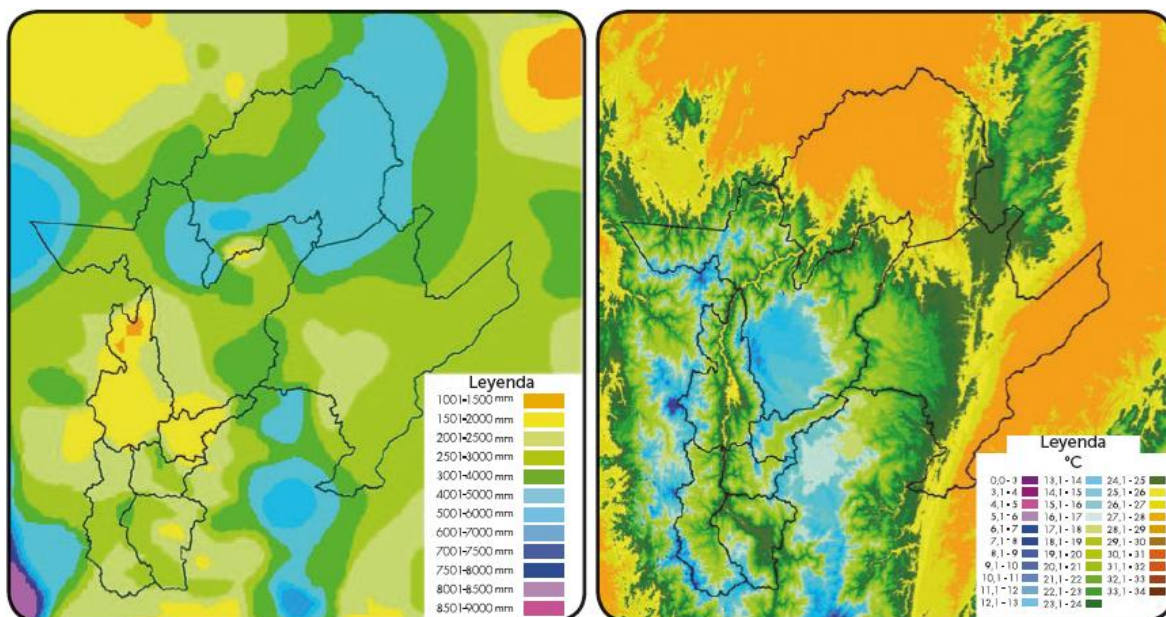 Leyenda
1001-1500 mm
1501-2000 mm
2001-2500 mm
2501-3000 mm
3001-4000 mm
4001-5000 mm
5001-6000 mm
6001-7000 mm
7001-7500 mm
7501-8000 mm
8001-8500 mm
8501-9000 mm
Leyenda
°C
0,0 - 3 13,1 - 14 24,1 - 25
3,1 - 4 14,1 - 15 25,1 - 26
4,1 - 5 15,1 - 16 26,1 - 27
5,1 - 6 16,1 - 17 27,1 - 28
6,1 - 7 17,1 - 18 28,1 - 29
7,1 - 8 18,1 - 19 29,1 - 30
8,1 - 9 19,1 - 20 30,1 - 31
9,1 - 10 20,1 - 21 31,1 - 32
10,1 - 11 21,1 - 22 32,1 - 33
11,1 - 12 22,1 - 23 33,1 - 34
12,1 - 13 23,1 - 24